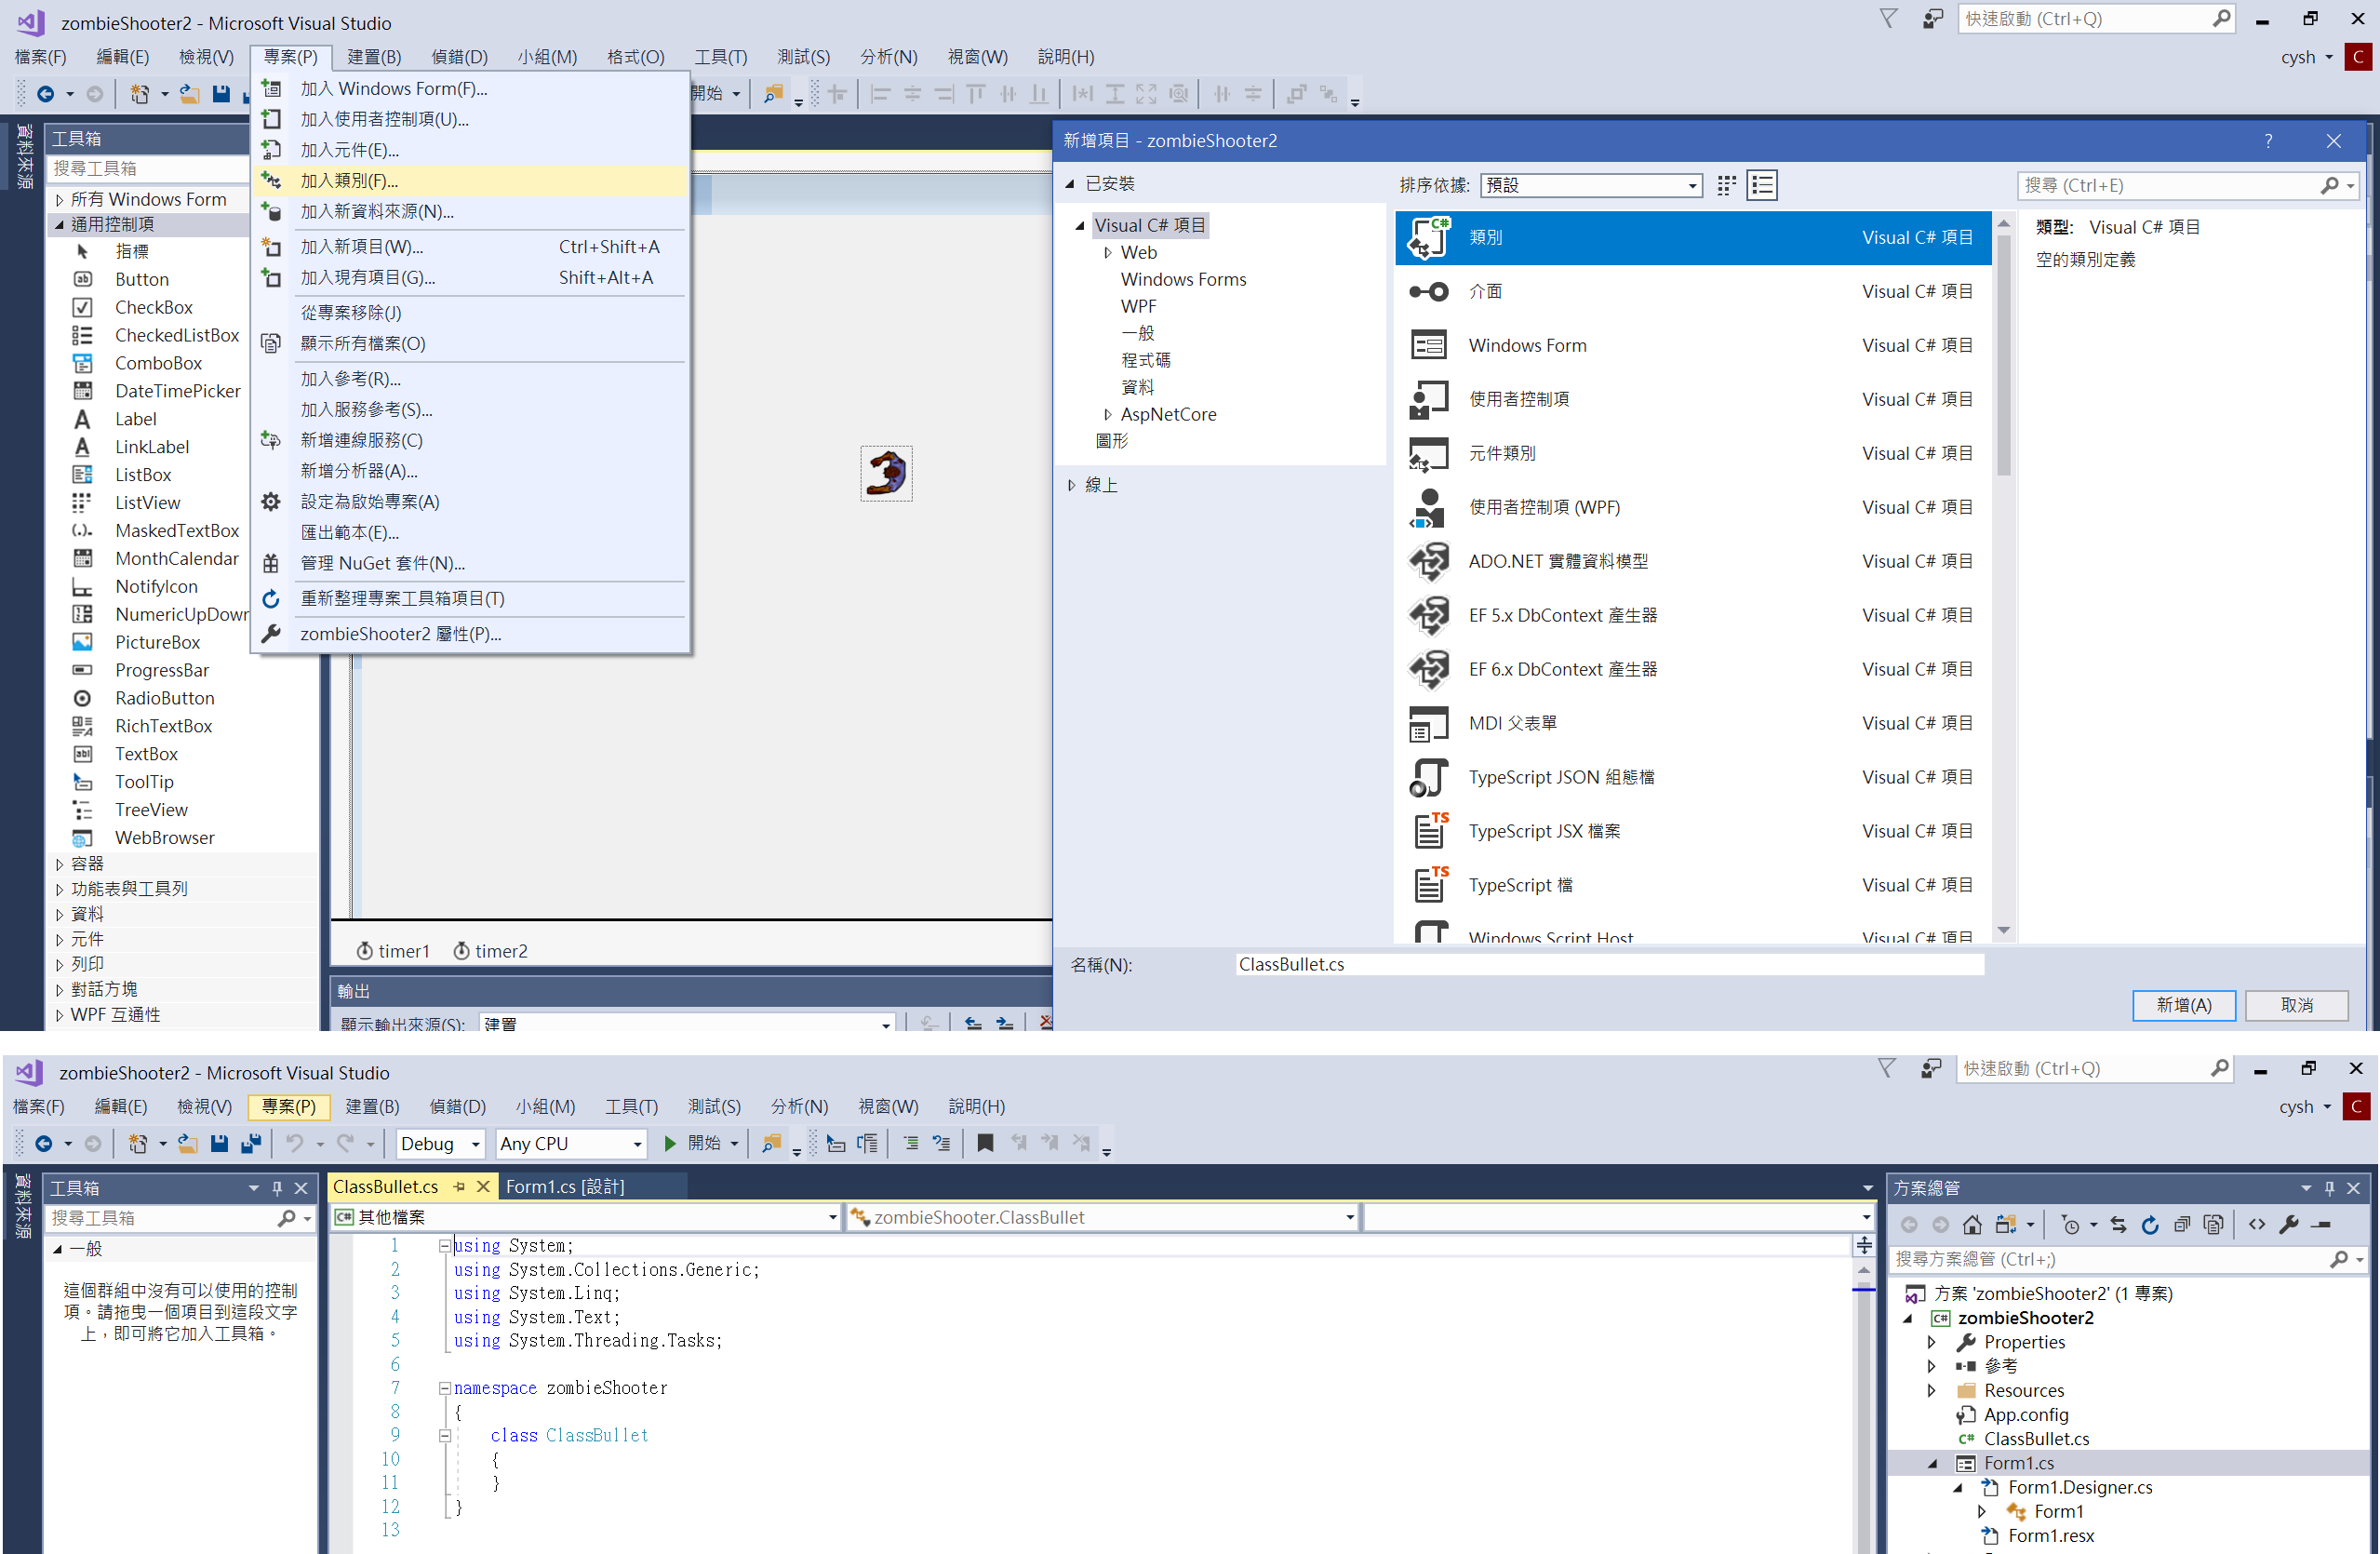 zombieShooter2 - Microsoft Visual Studio
快速啟動 (Ctrl+Q)
檔案(F) 編輯(E) 檢視(V) 專案(P) 建置(B) 偵錯(D) 小組(M) 格式(O) 工具(T) 測試(S) 分析(N) 視窗(W) 說明(H)
cysh
C
開始
資料來源
工具箱
搜尋工具箱
所有 Windows Form
通用控制項
指標
Button
CheckBox
CheckedListBox
ComboBox
DateTimePicker
Label
LinkLabel
ListBox
ListView
MaskedTextBox
MonthCalendar
NotifyIcon
NumericUpDown
PictureBox
ProgressBar
RadioButton
RichTextBox
TextBox
ToolTip
TreeView
WebBrowser
容器
功能表與工具列
資料
元件
列印
對話方塊
WPF 互通性
加入 Windows Form(F)...
加入使用者控制項(U)...
加入元件(E)...
加入類別(F)...
加入新資料來源(N)...
加入新項目(W)... Ctrl+Shift+A
加入現有項目(G)... Shift+Alt+A
從專案移除(J)
顯示所有檔案(O)
加入參考(R)...
加入服務參考(S)...
新增連線服務(C)
新增分析器(A)...
設定為啟始專案(A)
匯出範本(E)...
管理 NuGet 套件(N)...
重新整理專案工具箱項目(T)
zombieShooter2 屬性(P)...
timer1 timer2
輸出
顯示輸出來源(S): 建置
新增項目 - zombieShooter2
已安裝
排序依據: 預設
搜尋 (Ctrl+E)
Visual C# 項目
Web
Windows Forms
WPF
一般
程式碼
資料
AspNetCore
圖形
線上
類別 Visual C# 項目
介面 Visual C# 項目
Windows Form Visual C# 項目
使用者控制項 Visual C# 項目
元件類別 Visual C# 項目
使用者控制項 (WPF) Visual C# 項目
ADO.NET 實體資料模型 Visual C# 項目
EF 5.x DbContext 產生器 Visual C# 項目
EF 6.x DbContext 產生器 Visual C# 項目
MDI 父表單 Visual C# 項目
TypeScript JSON 組態檔 Visual C# 項目
TypeScript JSX 檔案 Visual C# 項目
TypeScript 檔 Visual C# 項目
Windows Script Host Visual C# 項目
類型: Visual C# 項目
空的類別定義
名稱(N): ClassBullet.cs
新增(A) 取消
zombieShooter2 - Microsoft Visual Studio
快速啟動 (Ctrl+Q)
檔案(F) 編輯(E) 檢視(V) 專案(P) 建置(B) 偵錯(D) 小組(M) 工具(T) 測試(S) 分析(N) 視窗(W) 說明(H)
cysh
C
Debug Any CPU 開始
資料來源
工具箱
搜尋工具箱
一般
這個群組中沒有可以使用的控制
項。請拖曳一個項目到這段文字
上，即可將它加入工具箱。
ClassBullet.cs Form1.cs [設計]
其他檔案 zombieShooter.ClassBullet
1 using System;
2 using System.Collections.Generic;
3 using System.Linq;
4 using System.Text;
5 using System.Threading.Tasks;
6
7 namespace zombieShooter
8 {
9 class ClassBullet
10 {
11 }
12 }
13
方案總管
搜尋方案總管 (Ctrl+;)
方案 'zombieShooter2' (1 專案)
zombieShooter2
Properties
參考
Resources
App.config
ClassBullet.cs
Form1.cs
Form1.Designer.cs
Form1
Form1.resx